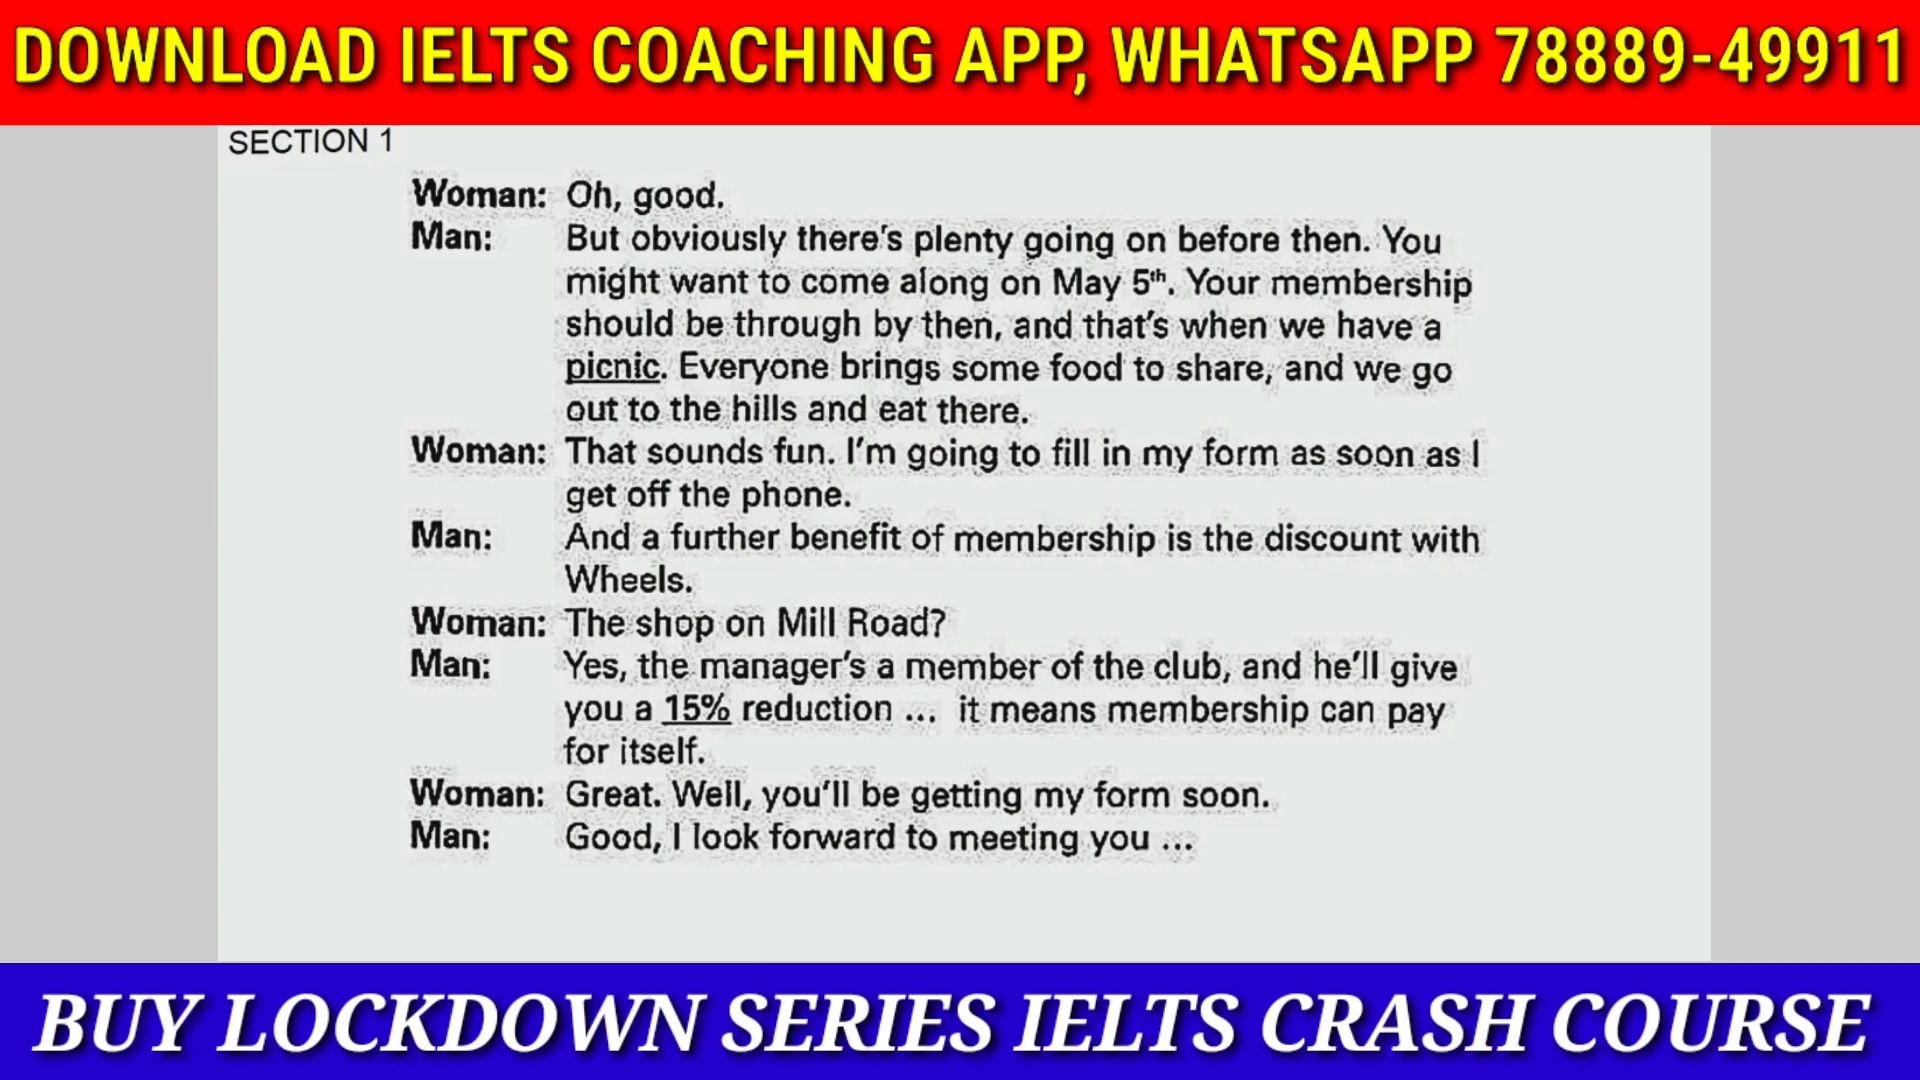 DOWNLOAD IELTS COACHING APP, WHATSAPP 78889-49911
SECTION 1
Woman: Oh, good.
Man: But obviously there's plenty going on before then. You
might want to come along on May 5th. Your membership
should be through by then, and that's when we have a
picnic. Everyone brings some food to share, and we go
out to the hills and eat there.
Woman: That sounds fun. I'm going to fill in my form as soon as I
get off the phone.
Man: And a further benefit of membership is the discount with
Wheels.
Woman: The shop on Mill Road?
Man: Yes, the manager's a member of the club, and he'll give
you a 15% reduction ... it means membership can pay
for itself.
Woman: Great. Well, you'll be getting my form soon.
Man: Good, I look forward to meeting you ...
BUY LOCKDOWN SERIES IELTS CRASH COURSE